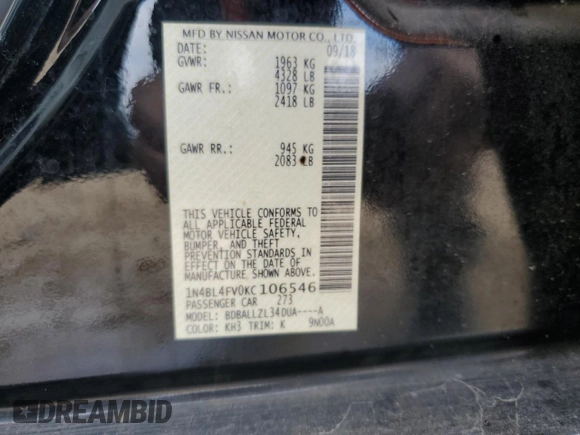 MFD BY NISSAN MOTOR CO., LTD.
DATE: 09/18
GVWR: 1963 KG
4328 LB
GAWR FR.: 1097 KG
2418 LB
GAWR RR.: 945 KG
2083 LB
THIS VEHICLE CONFORMS TO
ALL APPLICABLE FEDERAL
MOTOR VEHICLE SAFETY,
BUMPER, AND THEFT
PREVENTION STANDARDS IN
EFFECT ON THE DATE OF
MANUFACTURE SHOWN ABOVE.
1N4BL4FV0KC106546
PASSENGER CAR 273
MODEL: BDBALLZL34DUA----A
COLOR: KH3 TRIM: K 9N00A
DREAMBID